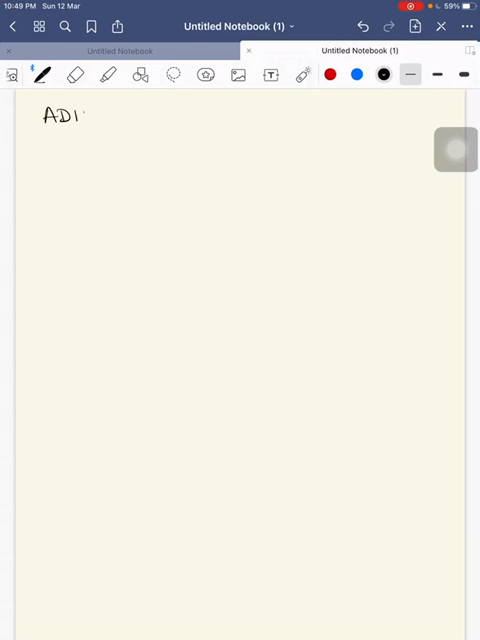 10:49 PM Sun 12 Mar 59%
Untitled Notebook (1)
Untitled Notebook Untitled Notebook (1)
ADI